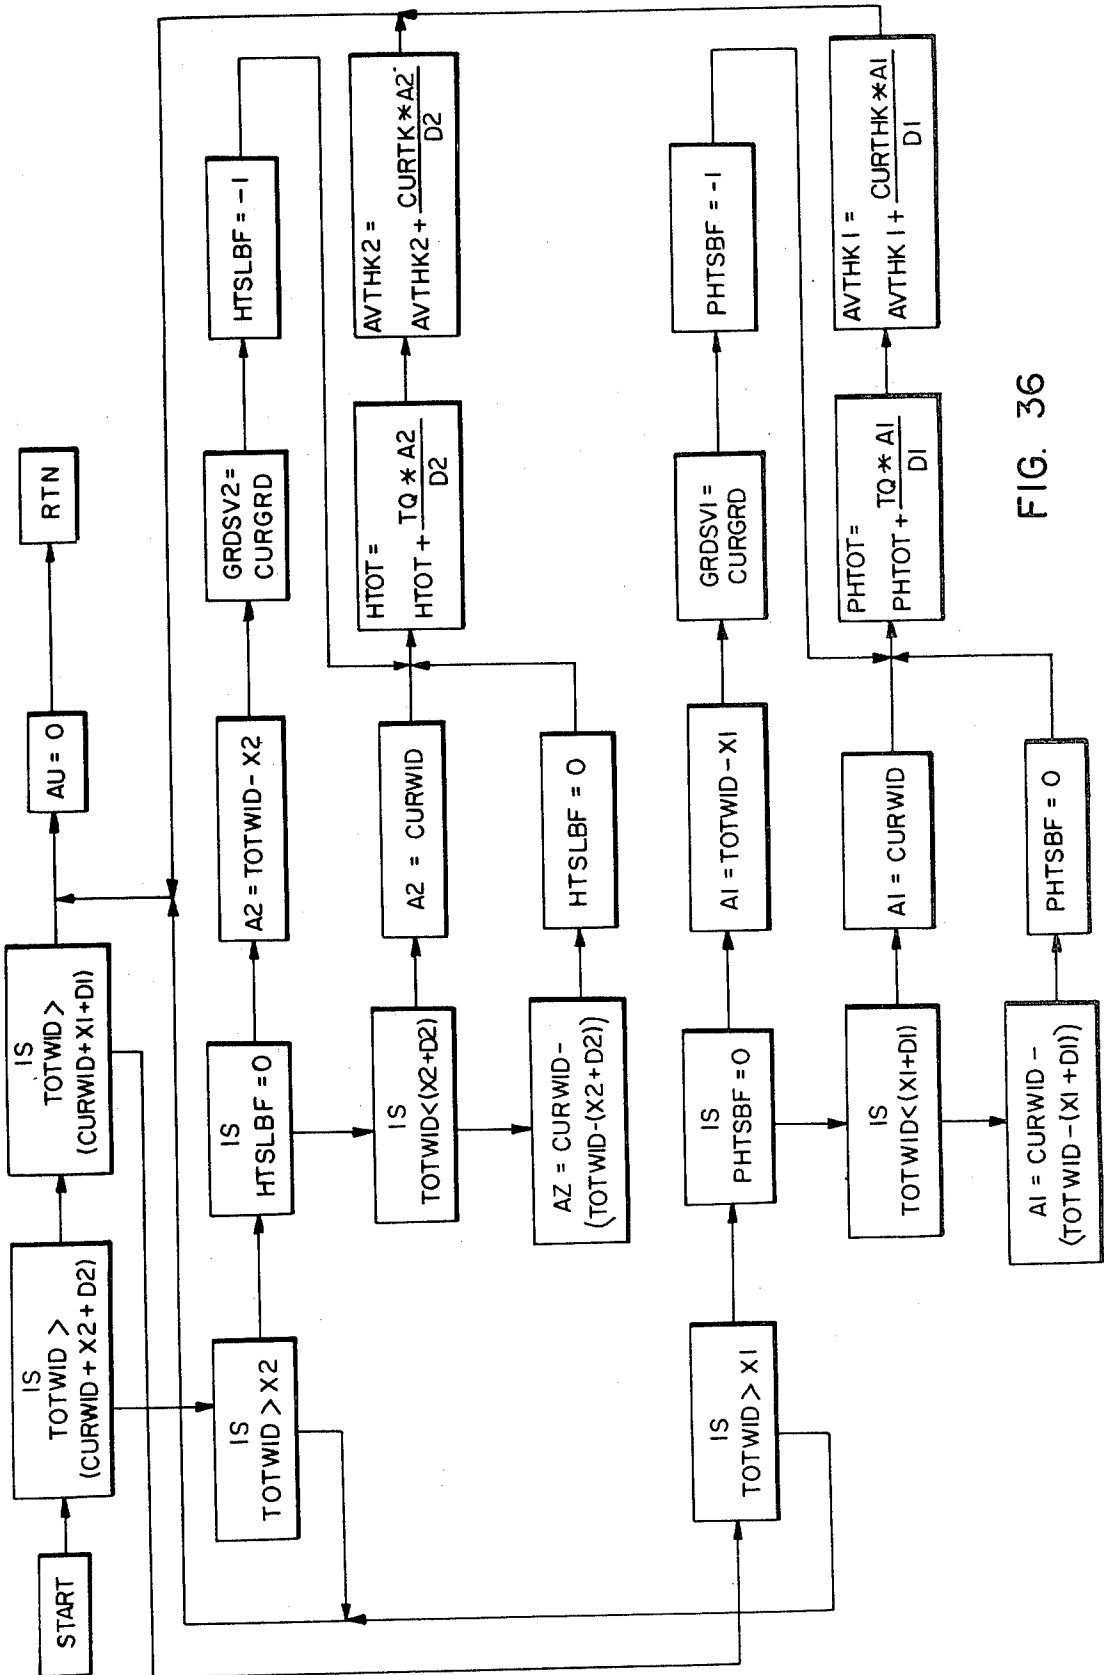 START
IS
TOTWID >
(CURWID + X2 + D2)
IS
TOTWID >
(CURWID+X1+D1)
AU = 0
RTN
IS
TOTWID > X2
IS
HTSLBF = 0
A2 = TOTWID - X2
GRDSV2 =
CURGRD
HTSLBF = -1
IS
TOTWID<(X2+D2)
A2 = CURWID
HTOT =
HTOT + TQ * A2
D2
AVTHK2 =
AVTHK2 + CURTK * A2
D2
AZ = CURWID -
(TOTWID-(X2+D2))
HTSLBF = 0
IS
TOTWID > X1
IS
PHTSBF = 0
A1 = TOTWID - X1
GRDSV1 =
CURGRD
PHTSBF = -1
IS
TOTWID<(X1+D1)
A1 = CURWID
PHTOT =
PHTOT + TQ * A1
D1
AVTHK1 =
AVTHK1 + CURTHK * A1
D1
A1 = CURWID -
(TOTWID-(X1+D1))
PHTSBF = 0
FIG. 36